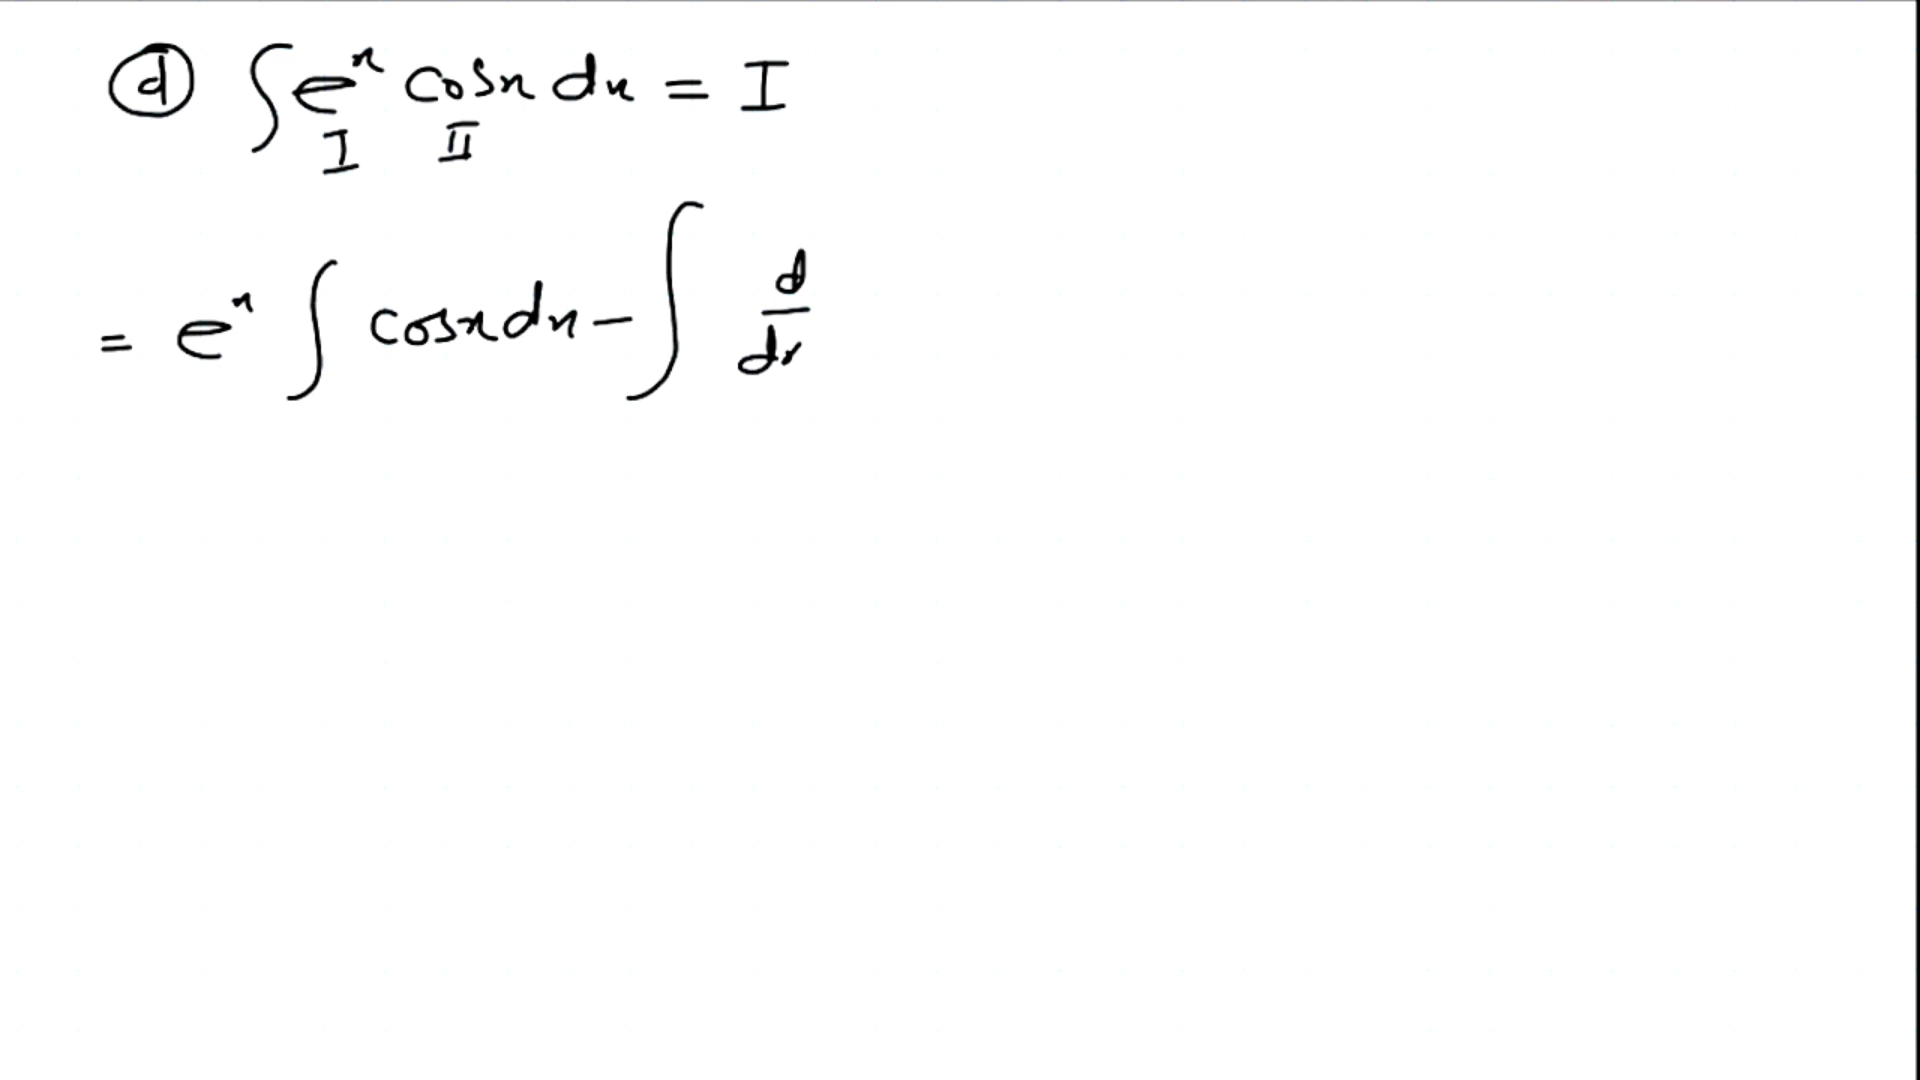 ⓓ ∫ eˣ cosx dx = I
I II
= eˣ ∫ cosx dx - ∫ d/dx